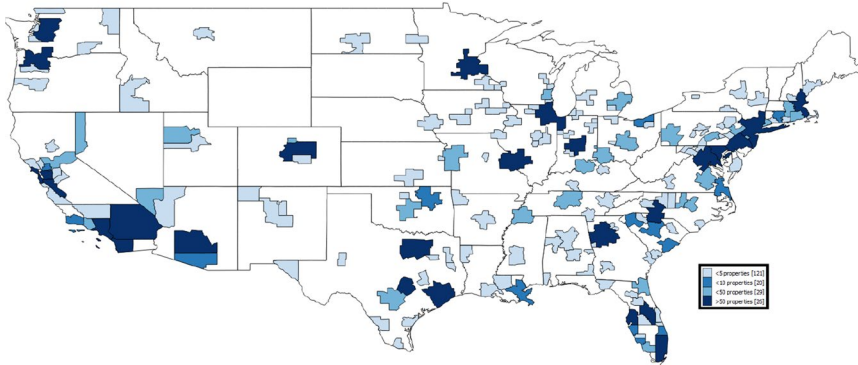 <5 properties [121]
<10 properties [20]
<50 properties [29]
>50 properties [26]